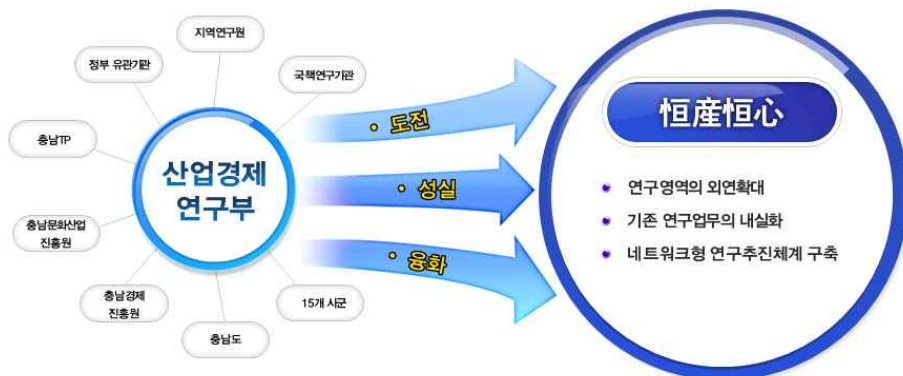 지역연구원
정부 유관기관
국책연구기관
충남TP
산업경제
연구부
충남문화산업
진흥원
충남경제
진흥원
충남도
15개 시군
• 도전
• 성실
• 융화
恒産恒心
• 연구영역의 외연확대
• 기존 연구업무의 내실화
• 네트워크형 연구추진체계 구축